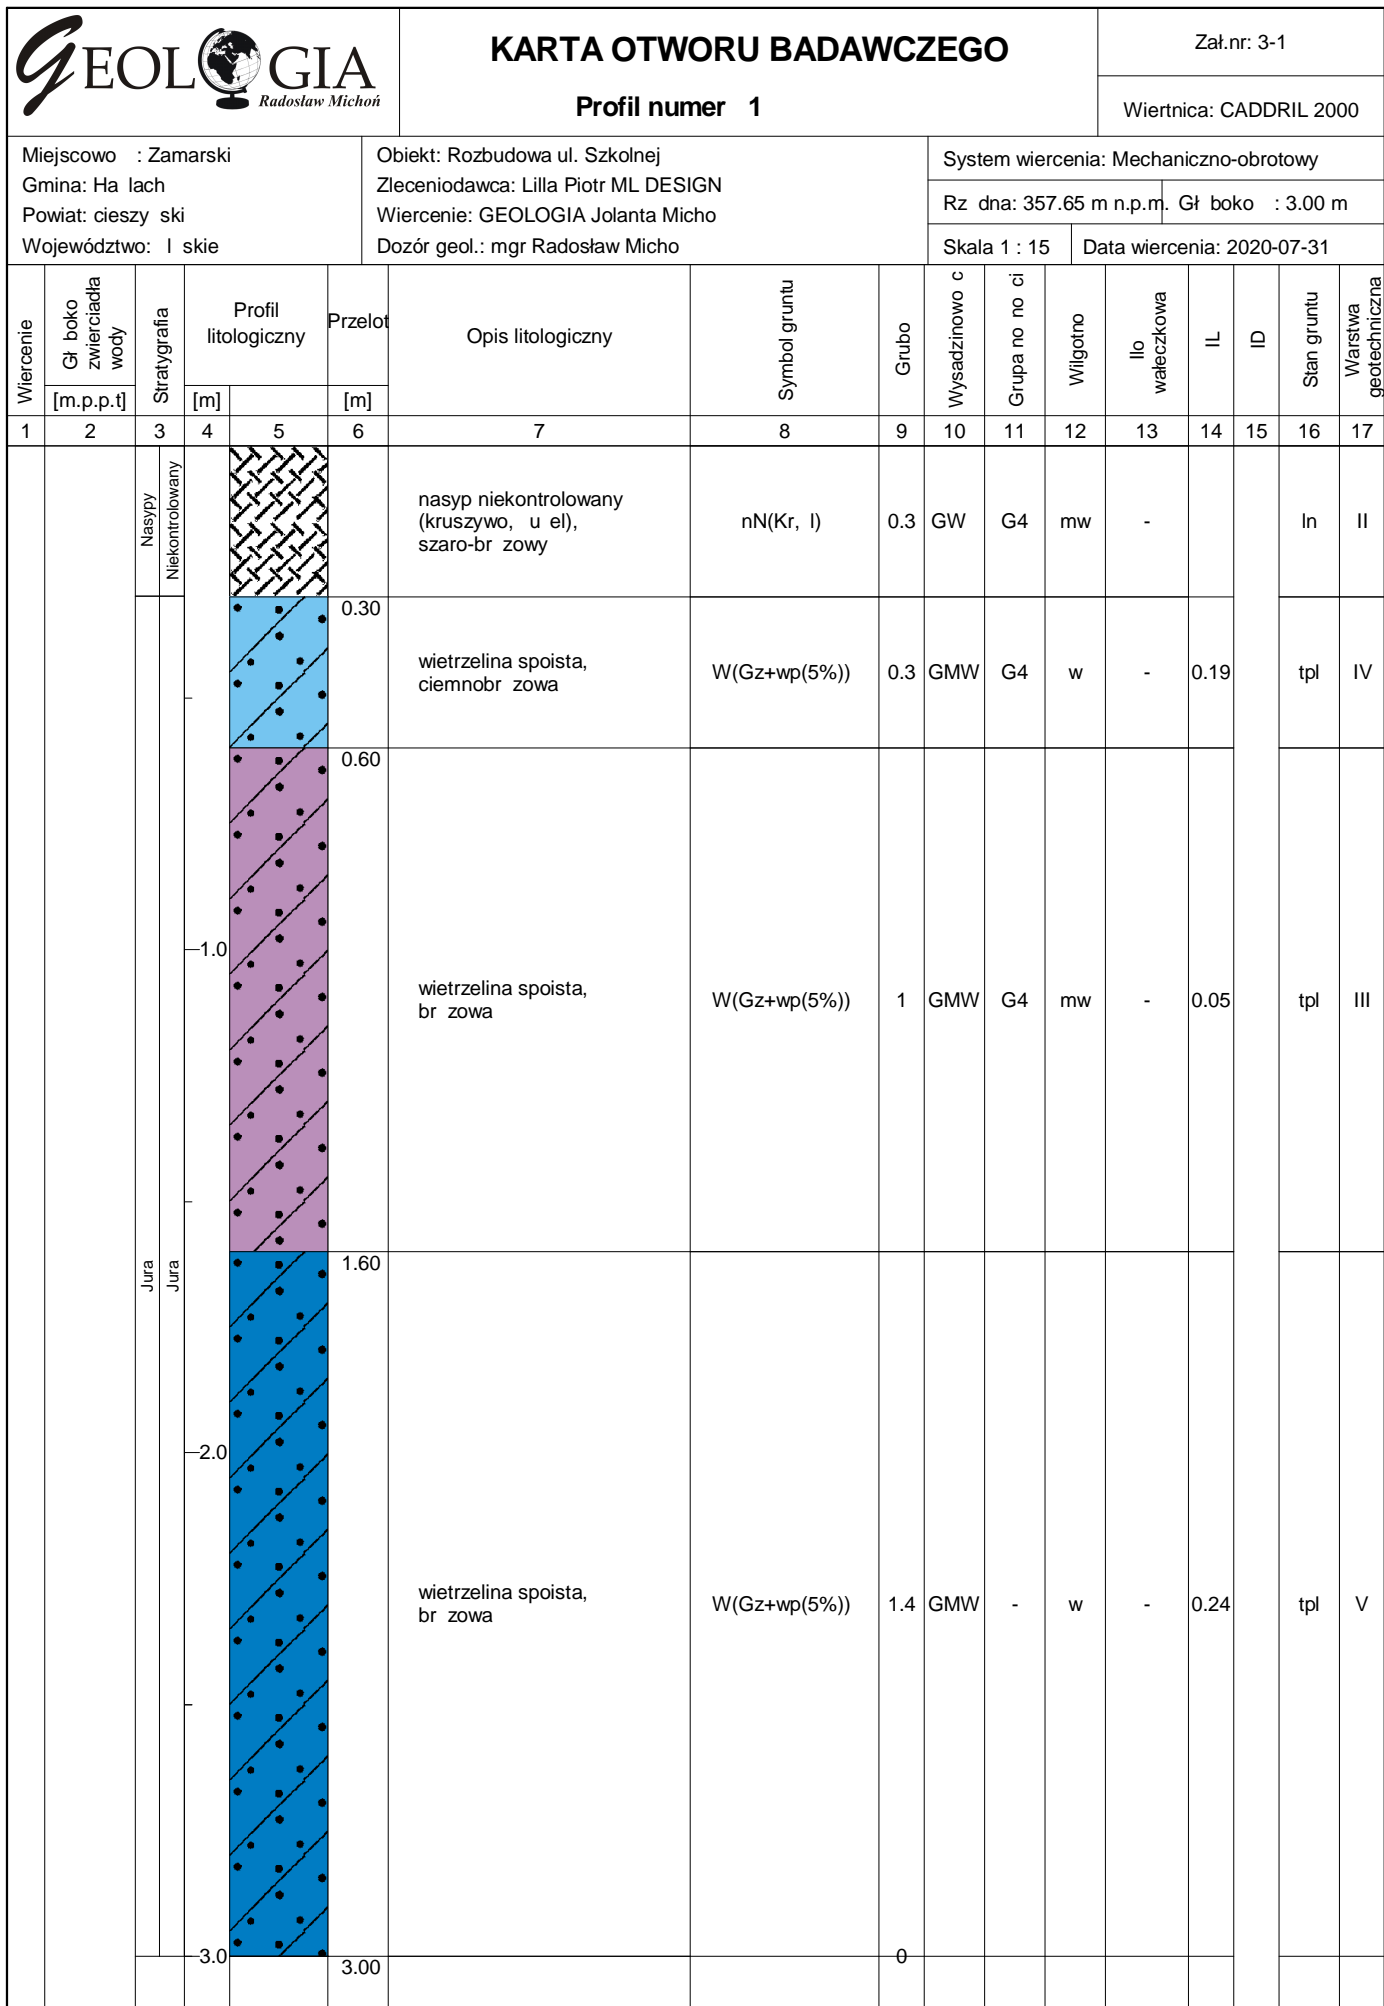 GEOLOGIA
Radosław Michoń
KARTA OTWORU BADAWCZEGO
Profil numer 1
Zał.nr: 3-1
Wiertnica: CADDRIL 2000
Miejscowo : Zamarski
Gmina: Ha lach
Powiat: cieszy ski
Województwo: l skie
Obiekt: Rozbudowa ul. Szkolnej
Zleceniodawca: Lilla Piotr ML DESIGN
Wiercenie: GEOLOGIA Jolanta Micho
Dozór geol.: mgr Radosław Micho
System wiercenia: Mechaniczno-obrotowy
Rz dna: 357.65 m n.p.m. Gł boko : 3.00 m
Skala 1 : 15 Data wiercenia: 2020-07-31
Wiercenie
Gł boko
zwierciadła
wody
[m.p.p.t]
Stratygrafia
Profil
litologiczny
[m]
Przelot
[m]
Opis litologiczny
Symbol gruntu
Grubo
Wysadzinowo c
Grupa no no ci
Wilgotno
Ilo
wałeczkowa
IL
ID
Stan gruntu
Warstwa
geotechniczna
1 2 3 4 5 6 7 8 9 10 11 12 13 14 15 16 17
Nasypy
Niekontrolowany
nasyp niekontrolowany
(kruszywo, u el),
szaro-br zowy
nN(Kr, l) 0.3 GW G4 mw - ln II
0.30
wietrzelina spoista,
ciemnobr zowa
W(Gz+wp(5%)) 0.3 GMW G4 w - 0.19 tpl IV
0.60
1.0
wietrzelina spoista,
br zowa
W(Gz+wp(5%)) 1 GMW G4 mw - 0.05 tpl III
Jura
Jura
1.60
2.0
wietrzelina spoista,
br zowa
W(Gz+wp(5%)) 1.4 GMW - w - 0.24 tpl V
3.0
3.00
0